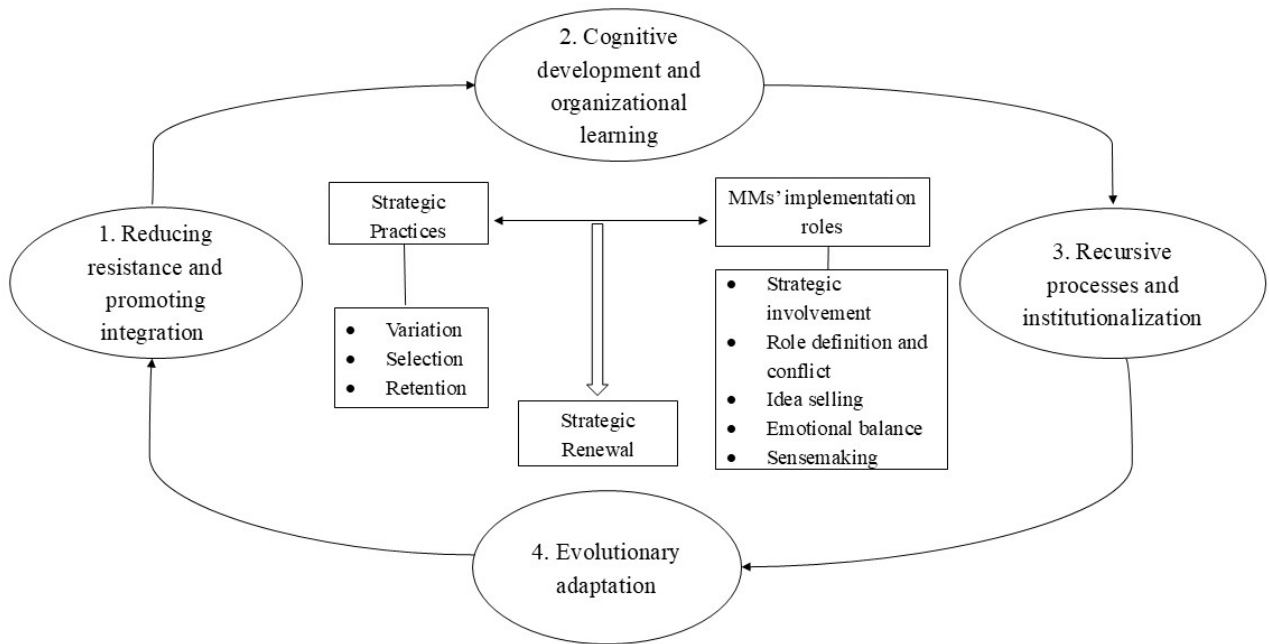 2. Cognitive
development and
organizational
learning
Strategic
Practices
MMs’ implementation
roles
1. Reducing
resistance and
promoting
integration
3. Recursive
processes and
institutionalization
● Variation
● Selection
● Retention
● Strategic
involvement
● Role definition and
conflict
● Idea selling
● Emotional balance
● Sensemaking
Strategic
Renewal
4. Evolutionary
adaptation